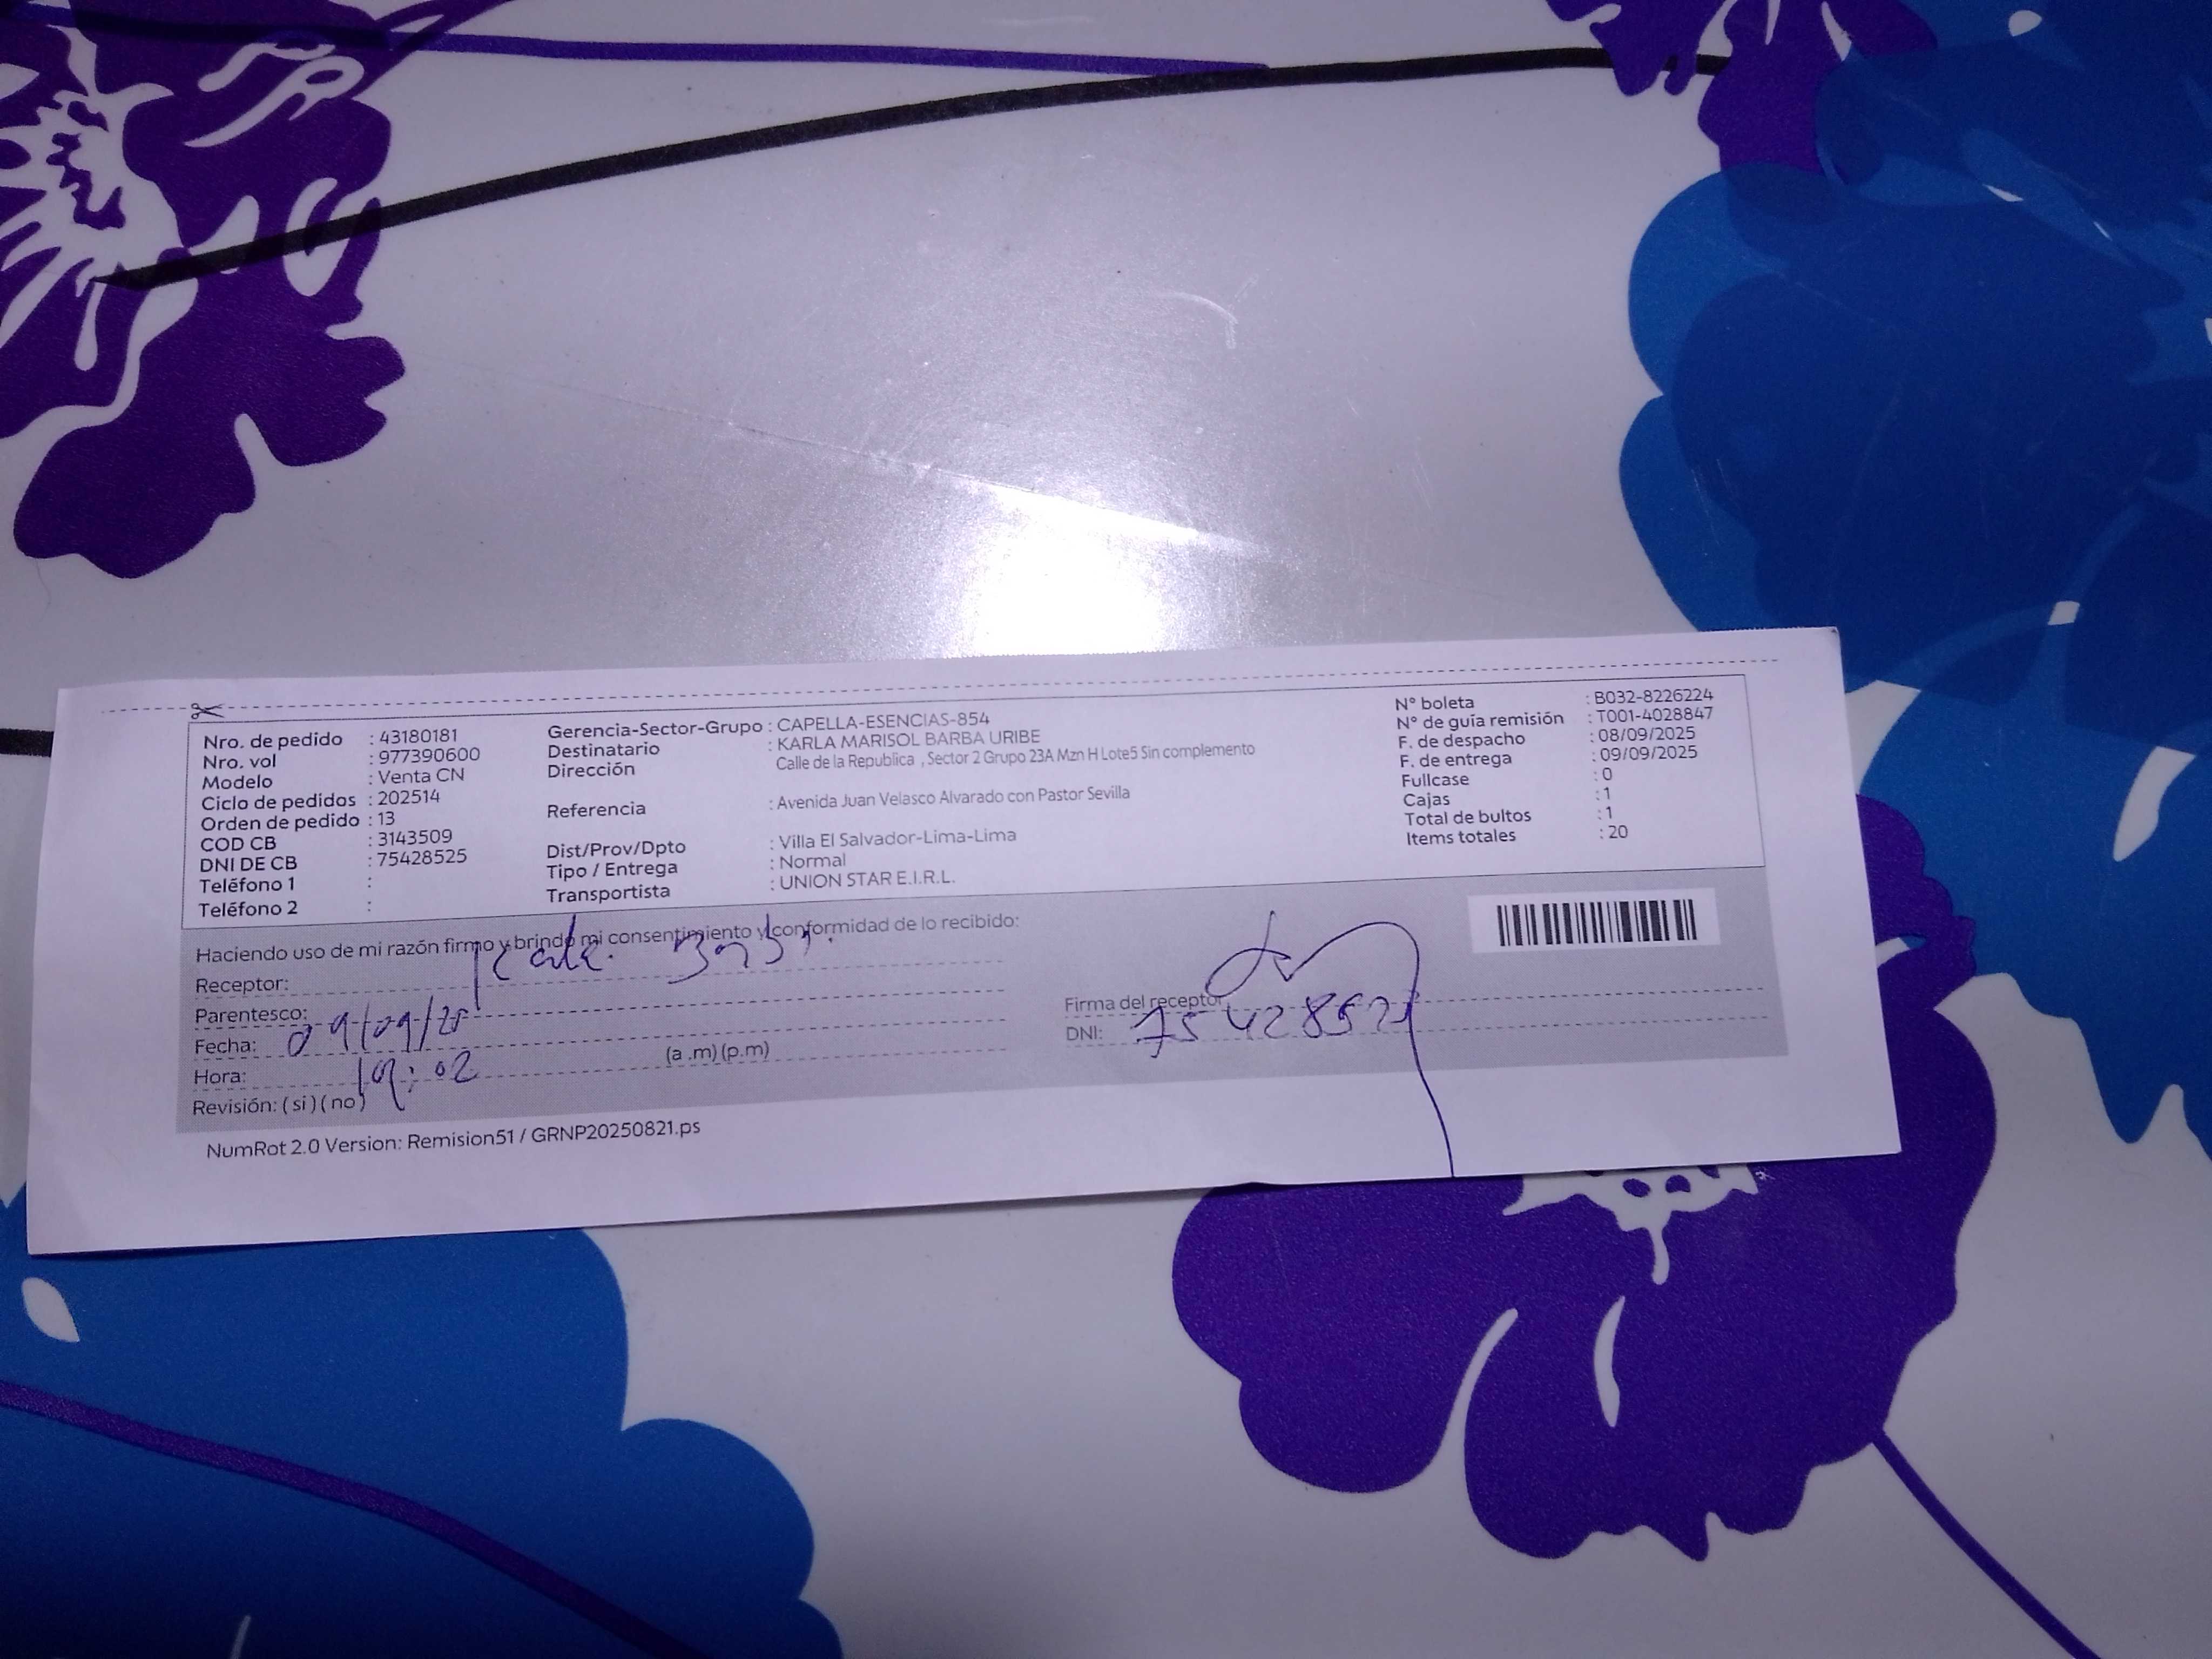 Nro. de pedido : 43180181
Nro. vol : 977390600
Modelo : Venta CN
Ciclo de pedidos : 202514
Orden de pedido : 13
COD CB : 3143509
DNI DE CB : 75428525
Teléfono 1 :
Teléfono 2 :
Gerencia-Sector-Grupo : CAPELLA-ESENCIAS-854
Destinatario : KARLA MARISOL BARBA URIBE
Dirección Calle de la Republica , Sector 2 Grupo 23A Mzn H Lote5 Sin complemento
Referencia : Avenida Juan Velasco Alvarado con Pastor Sevilla
Dist/Prov/Dpto : Villa El Salvador-Lima-Lima
Tipo / Entrega : Normal
Transportista : UNION STAR E.I.R.L.
N° boleta : B032-8226224
N° de guía remisión : T001-4028847
F. de despacho : 08/09/2025
F. de entrega : 09/09/2025
Fullcase : 0
Cajas : 1
Total de bultos : 1
Items totales : 20
Haciendo uso de mi razón firmo y brindo mi consentimiento y conformidad de lo recibido:
Receptor:
Parentesco:
Fecha: 09/09/25
Hora: 19:02 (a .m) (p.m)
Revisión: ( si ) ( no )
Firma del receptor
DNI:
NumRot 2.0 Version: Remision51 / GRNP20250821.ps